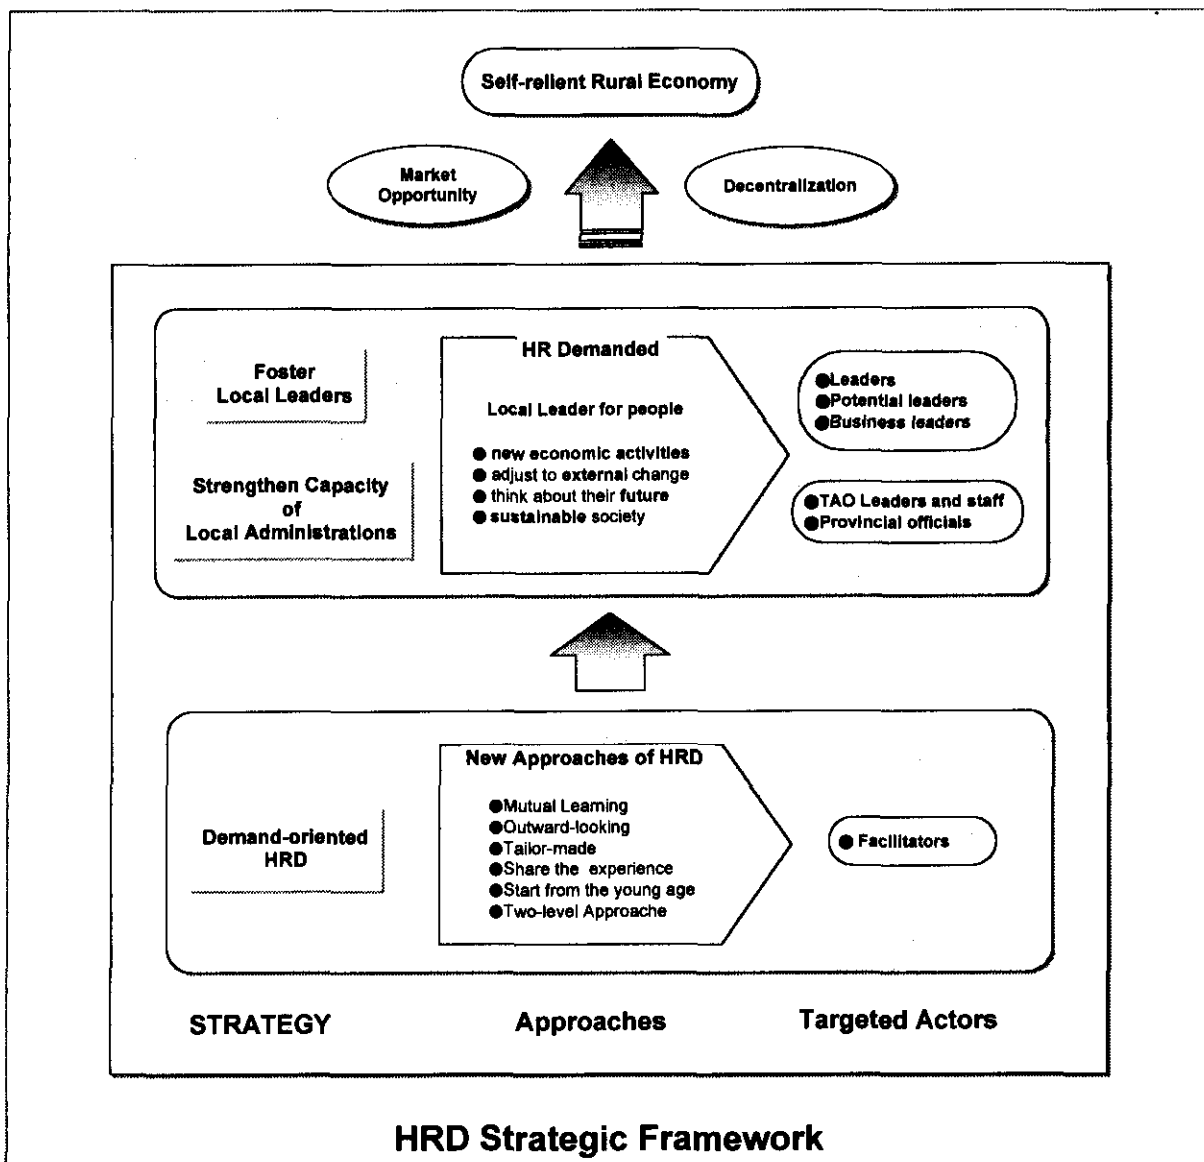 Self-relient Rural Economy
Market
Opportunity
Decentralization
Foster
Local Leaders
Strengthen Capacity
of
Local Administrations
HR Demanded
Local Leader for people
● new economic activities
● adjust to external change
● think about their future
● sustainable society
●Leaders
●Potential leaders
●Business leaders
●TAO Leaders and staff
●Provincial officials
Demand-oriented
HRD
New Approaches of HRD
●Mutual Learning
●Outward-looking
●Tailor-made
●Share the experience
●Start from the young age
●Two-level Approache
● Facilitators
STRATEGY
Approaches
Targeted Actors
HRD Strategic Framework